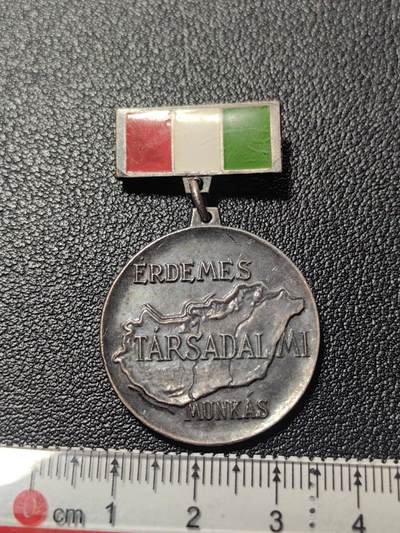 ÉRDEMES
TÁRSADALMI
MUNKÁS
cm 1 2 3 4